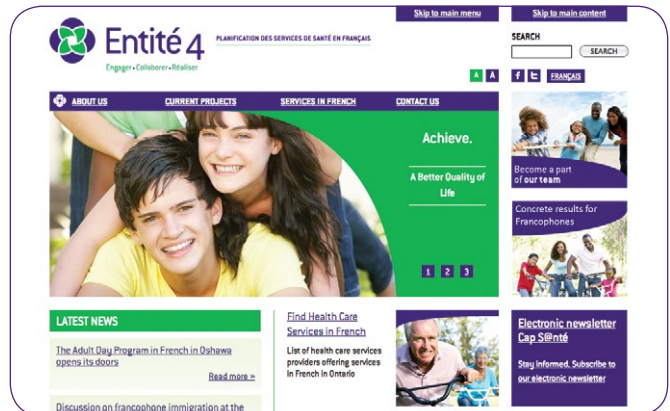 Skip to main menu
Skip to main content
Entité 4
PLANIFICATION DES SERVICES DE SANTÉ EN FRANÇAIS
Engager • Collaborer • Réaliser
SEARCH
SEARCH
A A
f t FRANÇAIS
ABOUT US
CURRENT PROJECTS
SERVICES IN FRENCH
CONTACT US
Achieve.
A Better Quality of
Life
1 2 3
Become a part
of our team
Concrete results for
Francophones
LATEST NEWS
The Adult Day Program in French in Oshawa
opens its doors
Read more »
Discussion on francophone immigration at the
Find Health Care
Services in French
List of health care services
providers offering services
in French in Ontario
Electronic newsletter
Cap S@nté
Stay informed. Subscribe to
our electronic newsletter